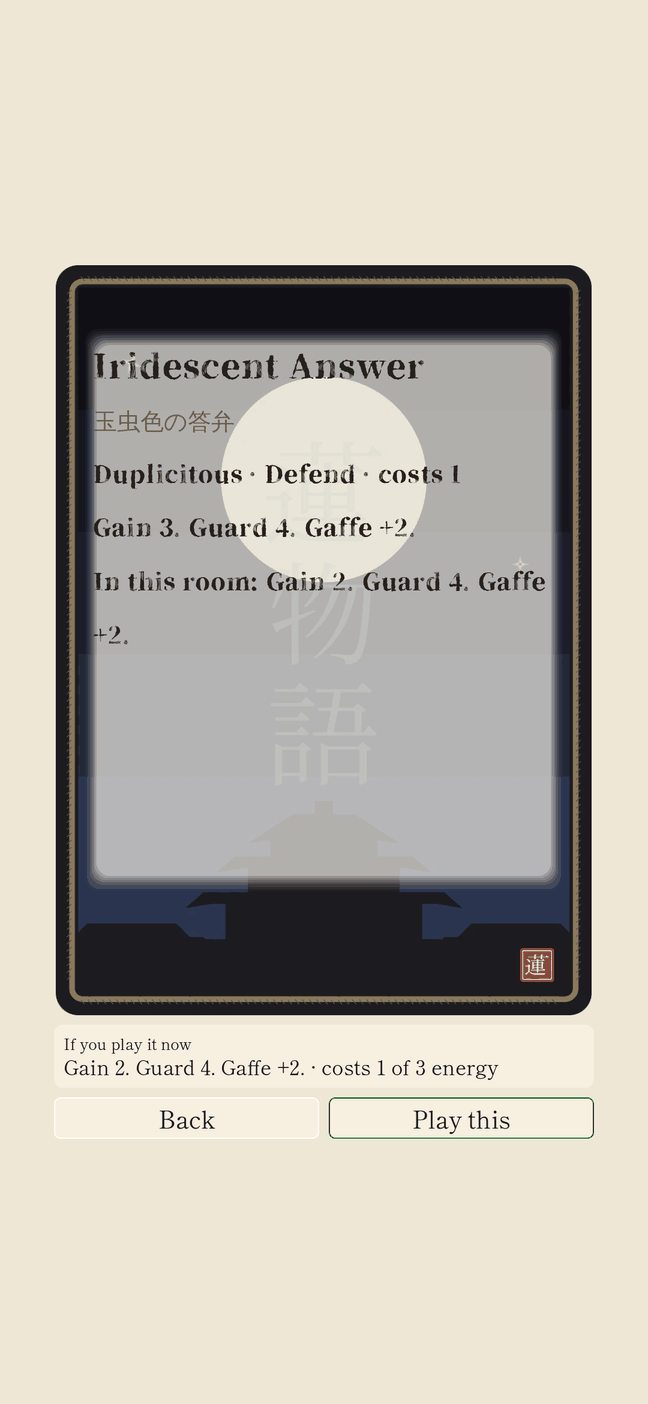 Iridescent Answer
玉虫色の答弁
Duplicitous · Defend · costs 1
Gain 3. Guard 4. Gaffe +2.
In this room: Gain 2. Guard 4. Gaffe
+2.
蓮
物
語
蓮
If you play it now
Gain 2. Guard 4. Gaffe +2. · costs 1 of 3 energy
Back
Play this